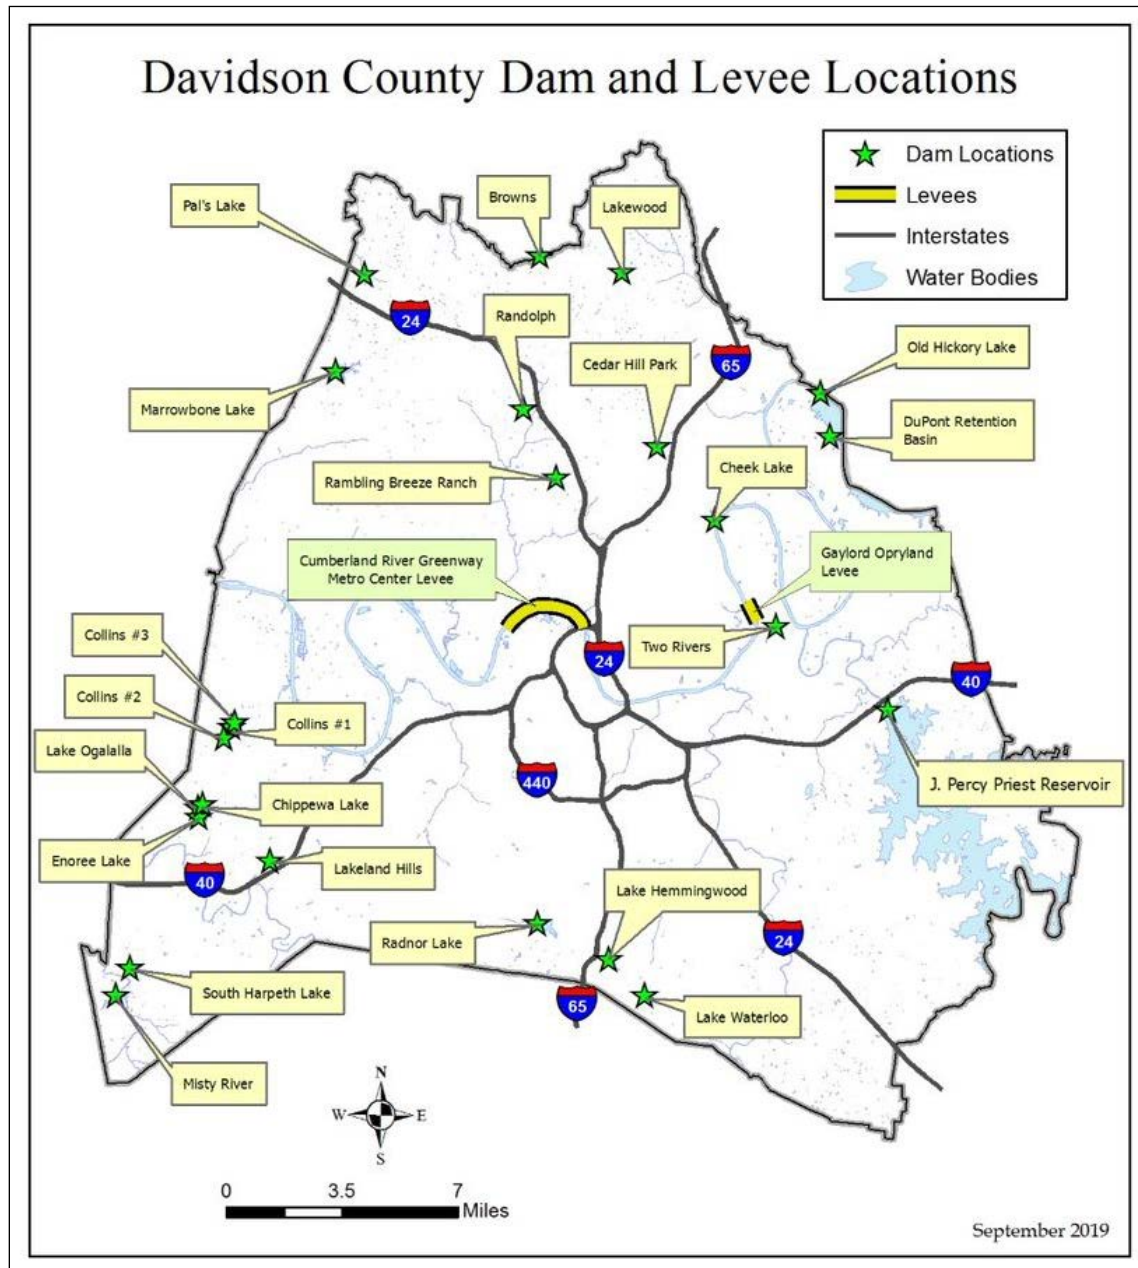 Davidson County Dam and Levee Locations
Dam Locations
Levees
Interstates
Water Bodies
Pal's Lake
Browns
Lakewood
24
Randolph
Cedar Hill Park
65
Old Hickory Lake
Marrowbone Lake
DuPont Retention
Basin
Rambling Breeze Ranch
Cheek Lake
Cumberland River Greenway
Metro Center Levee
Gaylord Opryland
Levee
Collins #3
Two Rivers
24
40
Collins #2
Collins #1
Lake Ogalalla
440
J. Percy Priest Reservoir
Chippewa Lake
Enoree Lake
40
Lakeland Hills
Lake Hemmingwood
Radnor Lake
24
South Harpeth Lake
65
Lake Waterloo
Misty River
N
W
E
S
0
3.5
7
Miles
September 2019